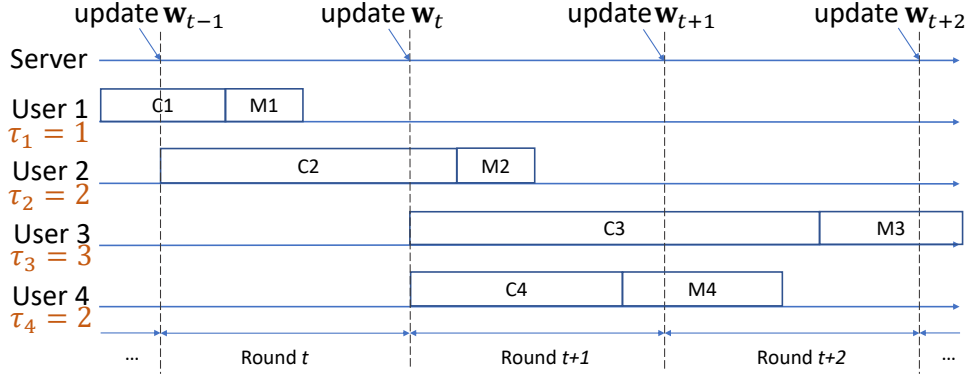 update w_{t−1} update w_t update w_{t+1} update w_{t+2}
Server
User 1 C1 M1
τ_1 = 1
User 2 C2 M2
τ_2 = 2
User 3 C3 M3
τ_3 = 3
User 4 C4 M4
τ_4 = 2
... Round t Round t+1 Round t+2 ...